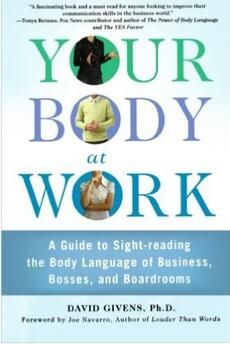 "A fascinating book and a must read for anyone looking to improve their
communication skills in the business world."
—Tonya Reiman, Fox News contributor and author of The Power of Body Language
and The YES Factor
YOUR
BODY
at
WORK
A Guide to Sight-reading
the Body Language of Business,
Bosses, and Boardrooms
DAVID GIVENS, Ph.D.
Foreword by Joe Navarro, Author of Louder Than Words